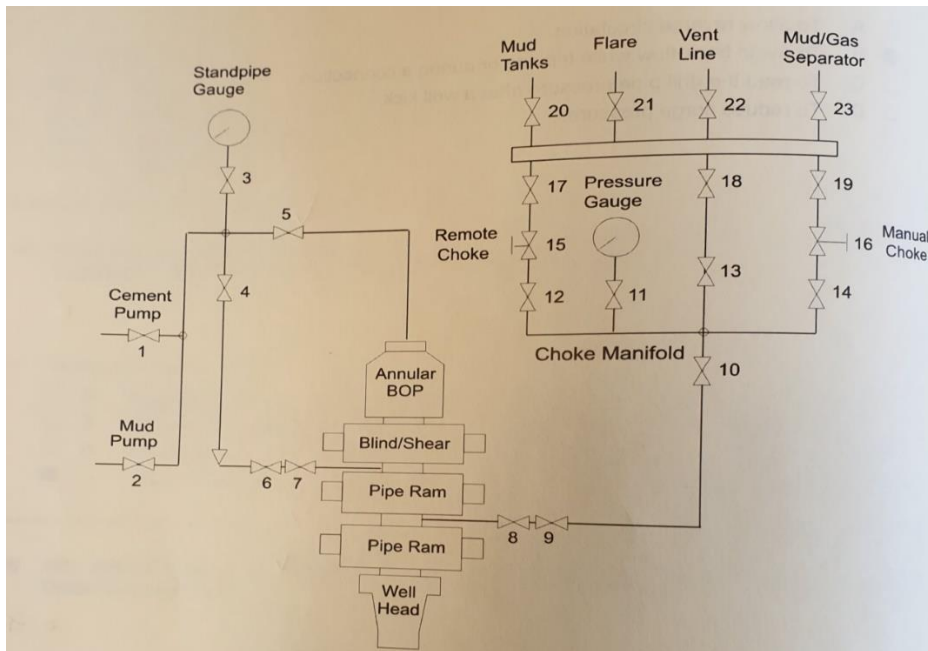 Mud
Tanks
Flare
Vent
Line
Mud/Gas
Separator
Standpipe
Gauge
20
21
22
23
3
17
Pressure
Gauge
18
19
5
Remote
Choke
15
16
Manual
Choke
4
13
12
11
14
Cement
Pump
1
Choke Manifold
10
Annular
BOP
Mud
Pump
2
Blind/Shear
6
7
Pipe Ram
8
9
Pipe Ram
Well
Head